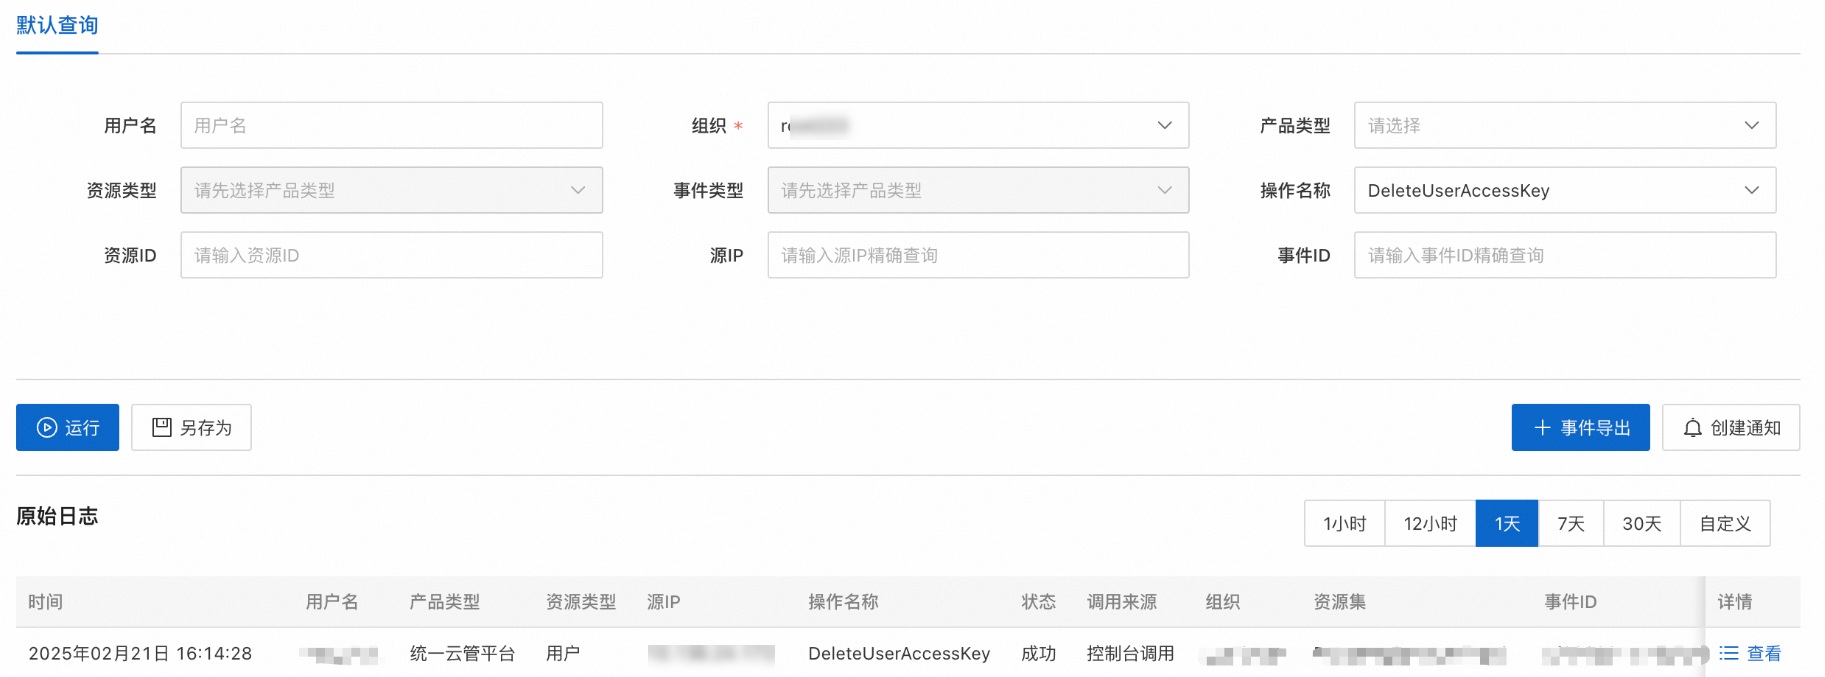 默认查询
用户名 用户名 组织 * 产品类型 请选择
资源类型 请先选择产品类型 事件类型 请先选择产品类型 操作名称 DeleteUserAccessKey
资源ID 请输入资源ID 源IP 请输入源IP精确查询 事件ID 请输入事件ID精确查询
运行 另存为 事件导出 创建通知
原始日志 1小时 12小时 1天 7天 30天 自定义
时间 用户名 产品类型 资源类型 源IP 操作名称 状态 调用来源 组织 资源集 事件ID 详情
2025年02月21日 16:14:28 统一云管平台 用户 DeleteUserAccessKey 成功 控制台调用 查看